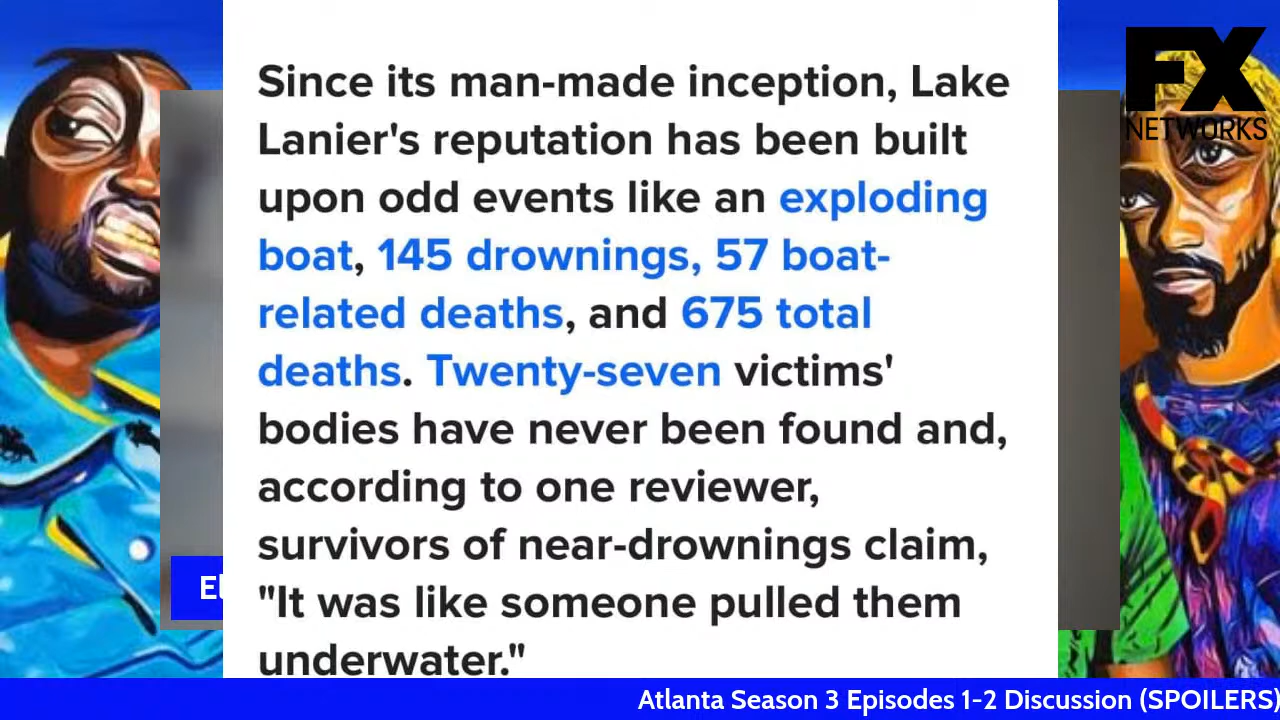 Since its man-made inception, Lake
Lanier's reputation has been built
upon odd events like an exploding
boat, 145 drownings, 57 boat-
related deaths, and 675 total
deaths. Twenty-seven victims'
bodies have never been found and,
according to one reviewer,
survivors of near-drownings claim,
"It was like someone pulled them
underwater."
FX
NETWORKS
Atlanta Season 3 Episodes 1-2 Discussion (SPOILERS)